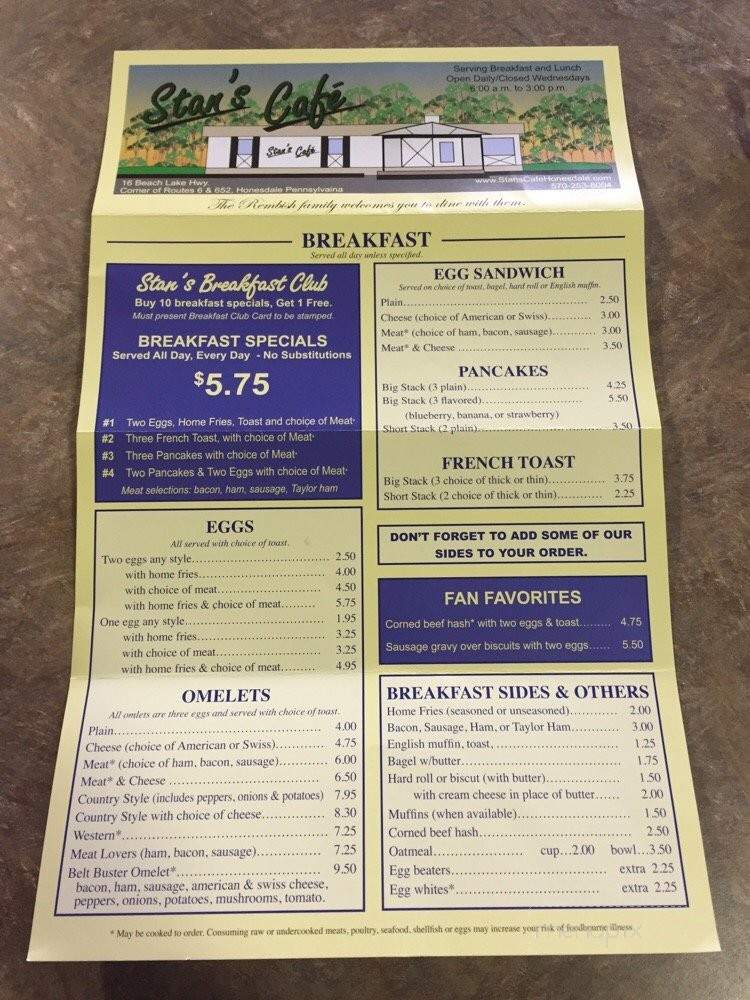 Stan's Café
Serving Breakfast and Lunch
Open Daily/Closed Wednesdays
6:00 a.m. to 3:00 p.m.
Stan's Café
16 Beach Lake Hwy.
Corner of Routes 6 & 652, Honesdale Pennsylvaina
www.StansCafeHonesdale.com
570-253-8004
The Rembish family welcomes you to dine with them.
BREAKFAST
Served all day unless specified.
Stan's Breakfast Club
Buy 10 breakfast specials, Get 1 Free.
Must present Breakfast Club Card to be stamped.
BREAKFAST SPECIALS
Served All Day, Every Day - No Substitutions
$5.75
#1 Two Eggs, Home Fries, Toast and choice of Meat*
#2 Three French Toast, with choice of Meat*
#3 Three Pancakes with choice of Meat*
#4 Two Pancakes & Two Eggs with choice of Meat*
Meat selections: bacon, ham, sausage, Taylor ham
EGGS
All served with choice of toast.
Two eggs any style.......... 2.50
with home fries.......... 4.00
with choice of meat.......... 4.50
with home fries & choice of meat.......... 5.75
One egg any style.......... 1.95
with home fries.......... 3.25
with choice of meat.......... 3.25
with home fries & choice of meat.......... 4.95
OMELETS
All omlets are three eggs and served with choice of toast.
Plain.......... 4.00
Cheese (choice of American or Swiss).......... 4.75
Meat* (choice of ham, bacon, sausage).......... 6.00
Meat* & Cheese .......... 6.50
Country Style (includes peppers, onions & potatoes) 7.95
Country Style with choice of cheese.......... 8.30
Western*.......... 7.25
Meat Lovers (ham, bacon, sausage).......... 7.25
Belt Buster Omelet*.......... 9.50
bacon, ham, sausage, american & swiss cheese,
peppers, onions, potatoes, mushrooms, tomato.
EGG SANDWICH
Served on choice of toast, bagel, hard roll or English muffin.
Plain.......... 2.50
Cheese (choice of American or Swiss).......... 3.00
Meat* (choice of ham, bacon, sausage).......... 3.00
Meat* & Cheese .......... 3.50
PANCAKES
Big Stack (3 plain).......... 4.25
Big Stack (3 flavored).......... 5.50
(blueberry, banana, or strawberry)
Short Stack (2 plain).......... 3.50
FRENCH TOAST
Big Stack (3 choice of thick or thin).......... 3.75
Short Stack (2 choice of thick or thin).......... 2.25
DON'T FORGET TO ADD SOME OF OUR
SIDES TO YOUR ORDER.
FAN FAVORITES
Corned beef hash* with two eggs & toast.......... 4.75
Sausage gravy over biscuits with two eggs...... 5.50
BREAKFAST SIDES & OTHERS
Home Fries (seasoned or unseasoned).......... 2.00
Bacon, Sausage, Ham, or Taylor Ham.......... 3.00
English muffin, toast, .......... 1.25
Bagel w/butter.......... 1.75
Hard roll or biscut (with butter).......... 1.50
with cream cheese in place of butter.... 2.00
Muffins (when available).......... 1.50
Corned beef hash.......... 2.50
Oatmeal.......... cup...2.00 bowl...3.50
Egg beaters.......... extra 2.25
Egg whites*.......... extra 2.25
* May be cooked to order. Consuming raw or undercooked meats, poultry, seafood, shellfish or eggs may increase your risk of foodbourne illness
menupix